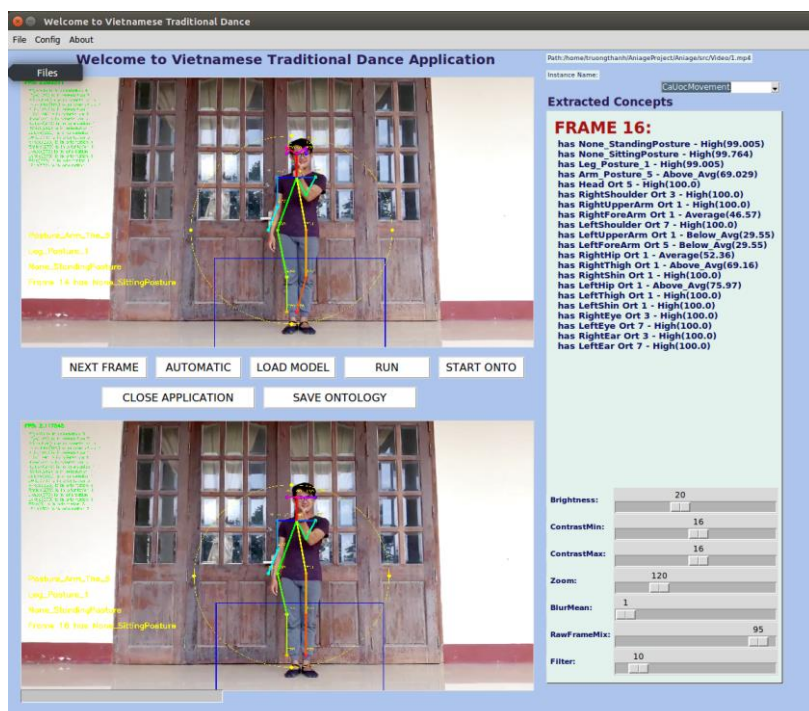 Welcome to Vietnamese Traditional Dance
File Config About
Welcome to Vietnamese Traditional Dance Application
Files
Leg_Posture_1
None_StandingPosture
Frame 16 has None_SittingPosture
NEXT FRAME
AUTOMATIC
LOAD MODEL
RUN
START ONTO
CLOSE APPLICATION
SAVE ONTOLOGY
Leg_Posture_1
None_StandingPosture
Frame 16 has None_SittingPosture
Path:/home/truongthanh/AniageProject/Aniage/src/Video/1.mp4
Instance Name:
CaUocMovement
Extracted Concepts
FRAME 16:
has None_StandingPosture - High(99.005)
has None_SittingPosture - High(99.764)
has Leg_Posture_1 - High(99.005)
has Arm_Posture_5 - Above_Avg(69.029)
has Head Ort 5 - High(100.0)
has RightShoulder Ort 3 - High(100.0)
has RightUpperArm Ort 1 - High(100.0)
has RightForeArm Ort 1 - Average(46.57)
has LeftShoulder Ort 7 - High(100.0)
has LeftUpperArm Ort 1 - Below_Avg(29.55)
has LeftForeArm Ort 5 - Below_Avg(29.55)
has RightHip Ort 1 - Average(52.36)
has RightThigh Ort 1 - Above_Avg(69.16)
has RightShin Ort 1 - High(100.0)
has LeftHip Ort 1 - Above_Avg(75.97)
has LeftThigh Ort 1 - High(100.0)
has LeftShin Ort 1 - High(100.0)
has RightEye Ort 3 - High(100.0)
has LeftEye Ort 7 - High(100.0)
has RightEar Ort 3 - High(100.0)
has LeftEar Ort 7 - High(100.0)
Brightness: 20
ContrastMin: 16
ContrastMax: 16
Zoom: 120
BlurMean: 1
RawFrameMix: 95
Filter: 10